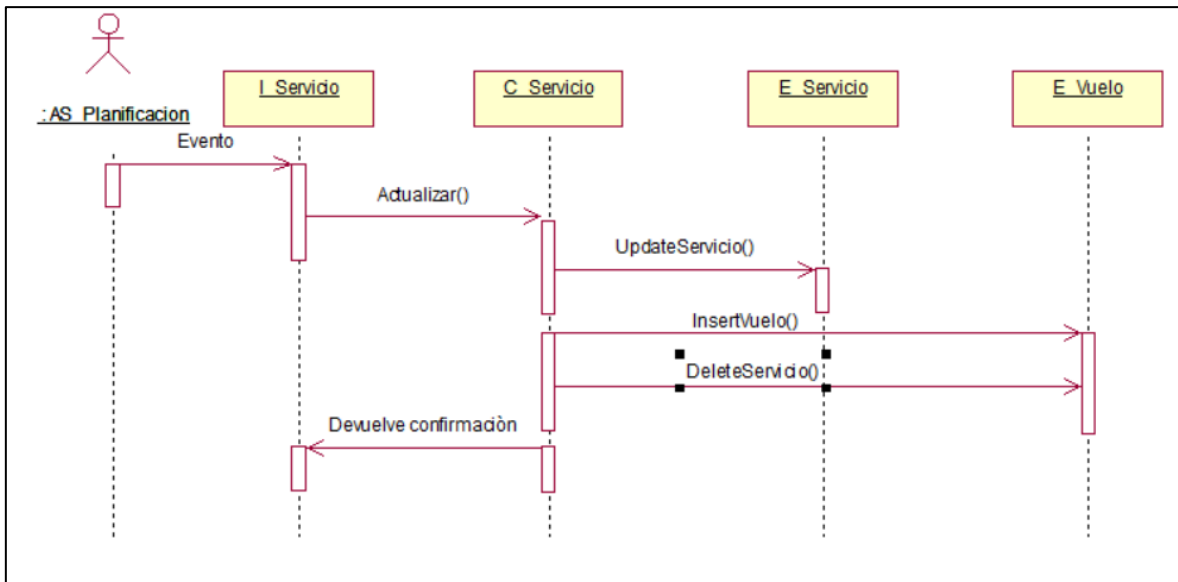 :AS_Planificacion
I_Servicio
C_Servicio
E_Servicio
E_Vuelo
Evento
Actualizar()
UpdateServicio()
InsertVuelo()
DeleteServicio()
Devuelve confirmaciòn